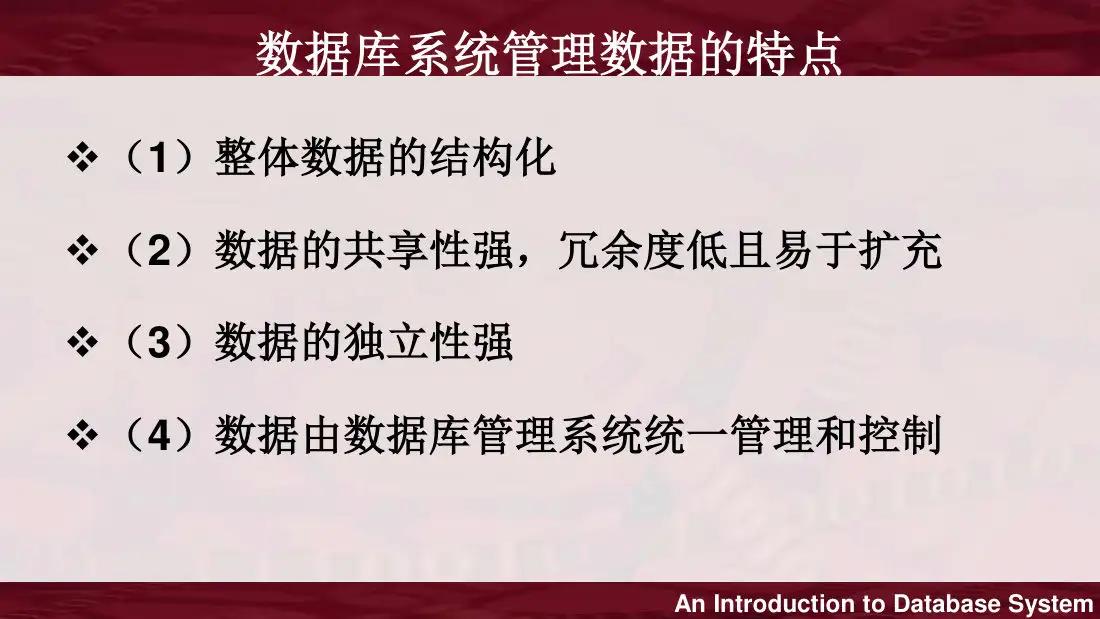 数据库系统管理数据的特点
❖（1）整体数据的结构化
❖（2）数据的共享性强，冗余度低且易于扩充
❖（3）数据的独立性强
❖（4）数据由数据库管理系统统一管理和控制
An Introduction to Database System